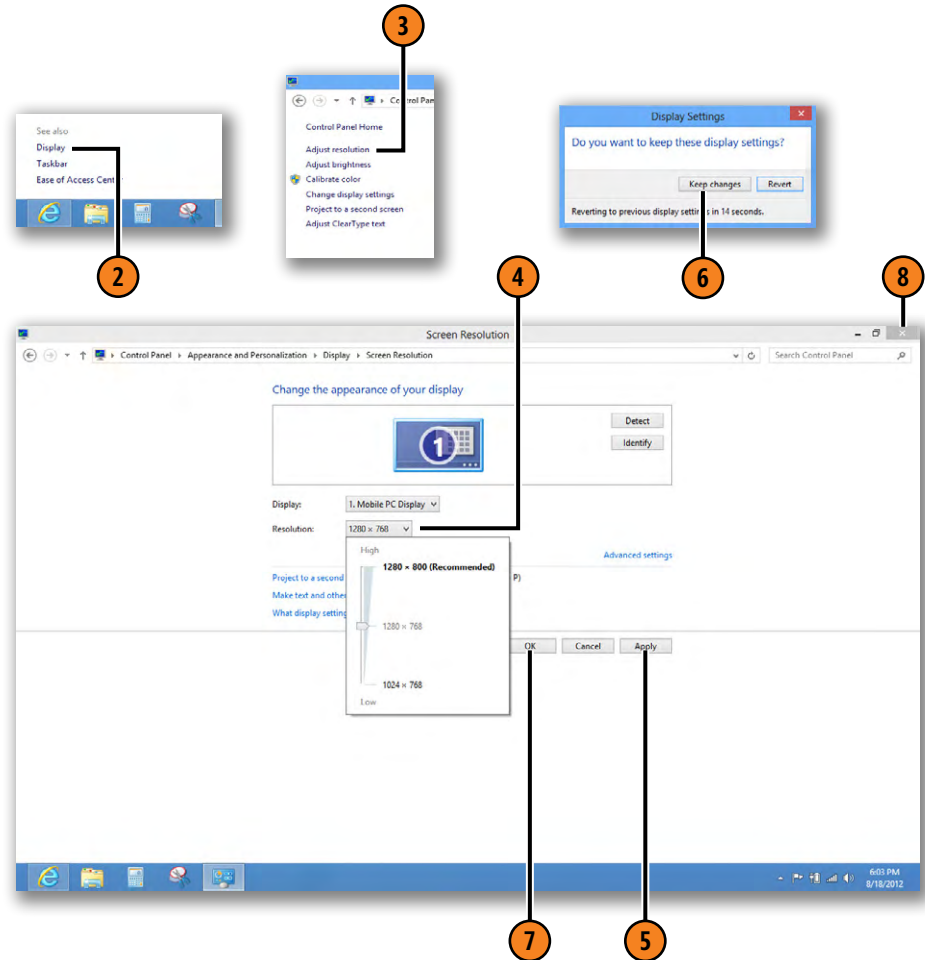 3
See also
Display
Taskbar
Ease of Access Center
2
Control Pan
Control Panel Home
Adjust resolution
Adjust brightness
Calibrate color
Change display settings
Project to a second screen
Adjust ClearType text
Display Settings
Do you want to keep these display settings?
Keep changes Revert
Reverting to previous display settings in 14 seconds.
6
4
8
Screen Resolution
Control Panel Appearance and Personalization Display Screen Resolution Search Control Panel
Change the appearance of your display
1
Detect
Identify
Display: 1. Mobile PC Display
Resolution: 1280 × 768
High
1280 × 800 (Recommended)
1280 × 768
1024 × 768
Low
Advanced settings
Project to a second P)
Make text and other
What display setting
OK Cancel Apply
6:03 PM
8/18/2012
7
5